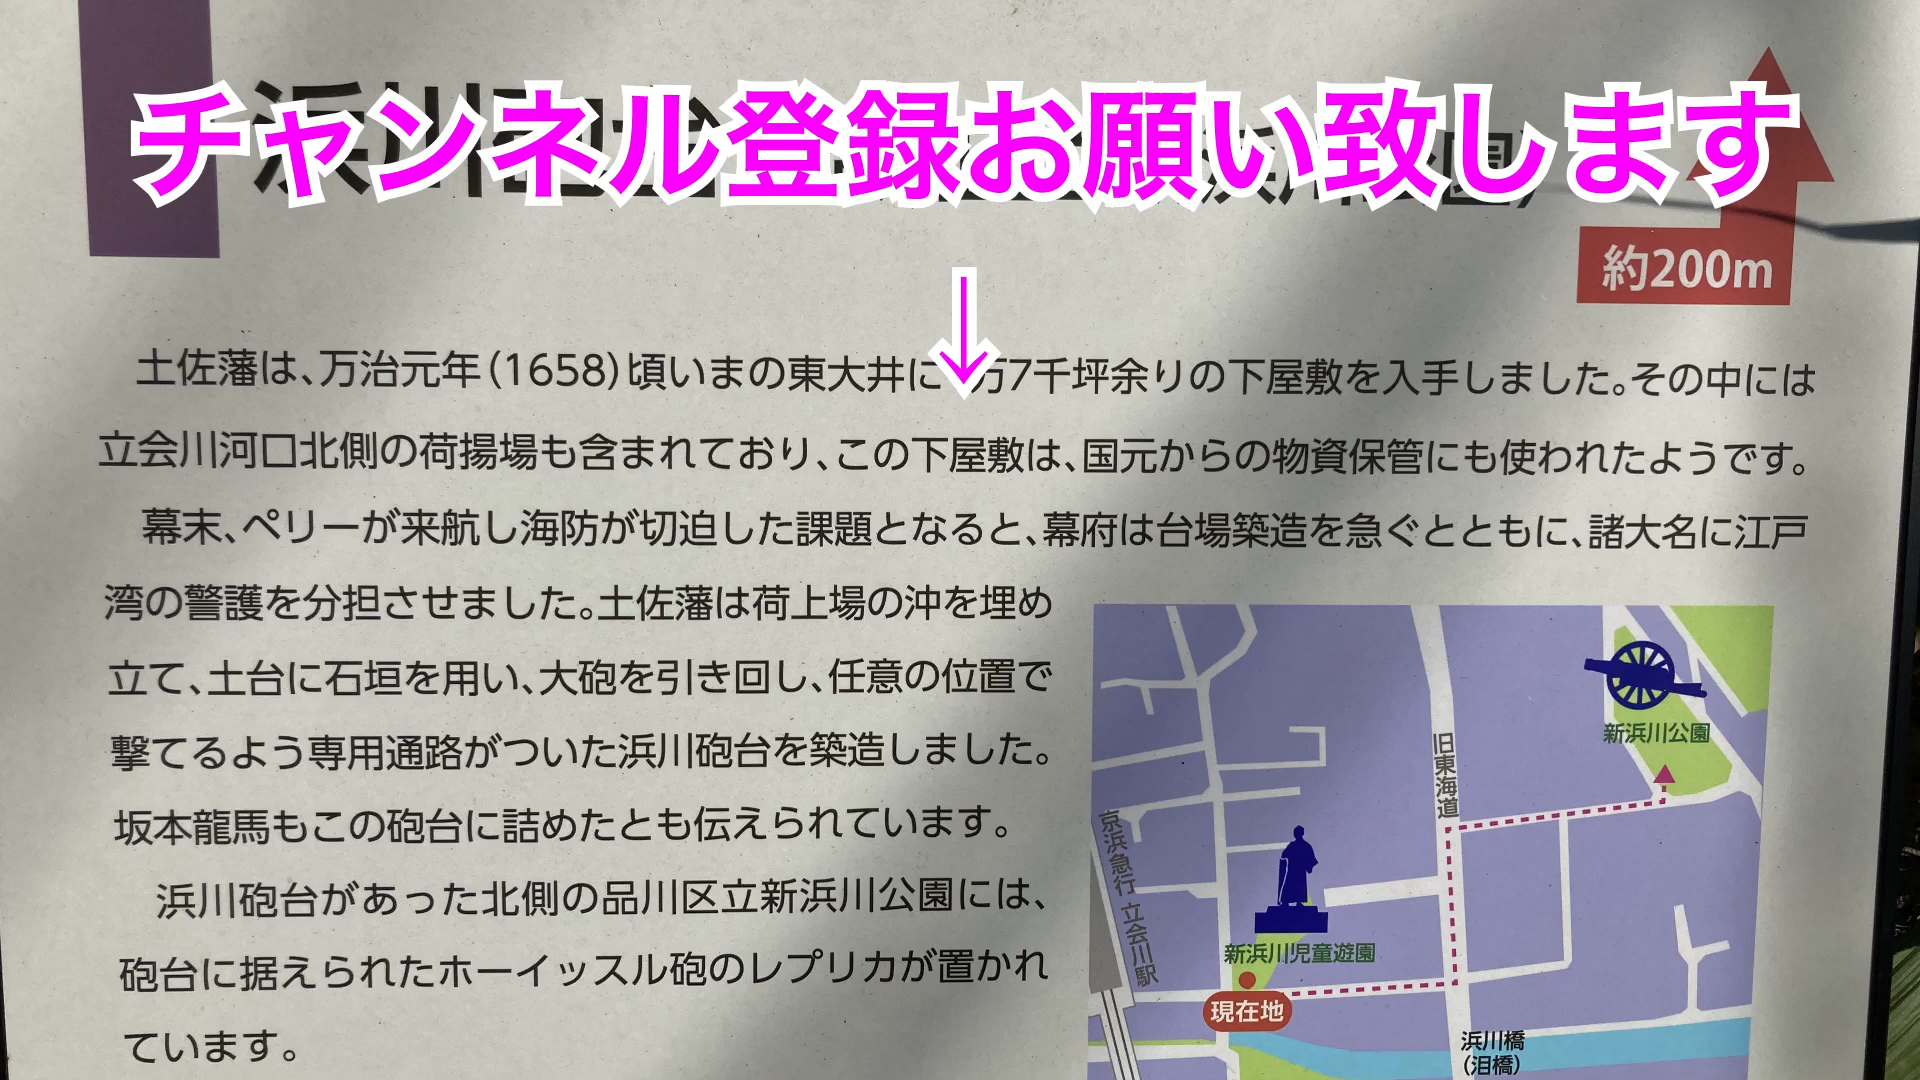 チャンネル登録お願い致します
↓
約200m
土佐藩は、万治元年(1658)頃いまの東大井に 万7千坪余りの下屋敷を入手しました。その中には
立会川河口北側の荷揚場も含まれており、この下屋敷は、国元からの物資保管にも使われたようです。
幕末、ペリーが来航し海防が切迫した課題となると、幕府は台場築造を急ぐとともに、諸大名に江戸
湾の警護を分担させました。土佐藩は荷上場の沖を埋め
立て、土台に石垣を用い、大砲を引き回し、任意の位置で
撃てるよう専用通路がついた浜川砲台を築造しました。
坂本龍馬もこの砲台に詰めたとも伝えられています。
浜川砲台があった北側の品川区立新浜川公園には、
砲台に据えられたホーイッスル砲のレプリカが置かれ
ています。
新浜川公園
旧東海道
京浜急行 立会川駅
新浜川児童遊園
現在地
浜川橋
(泪橋)